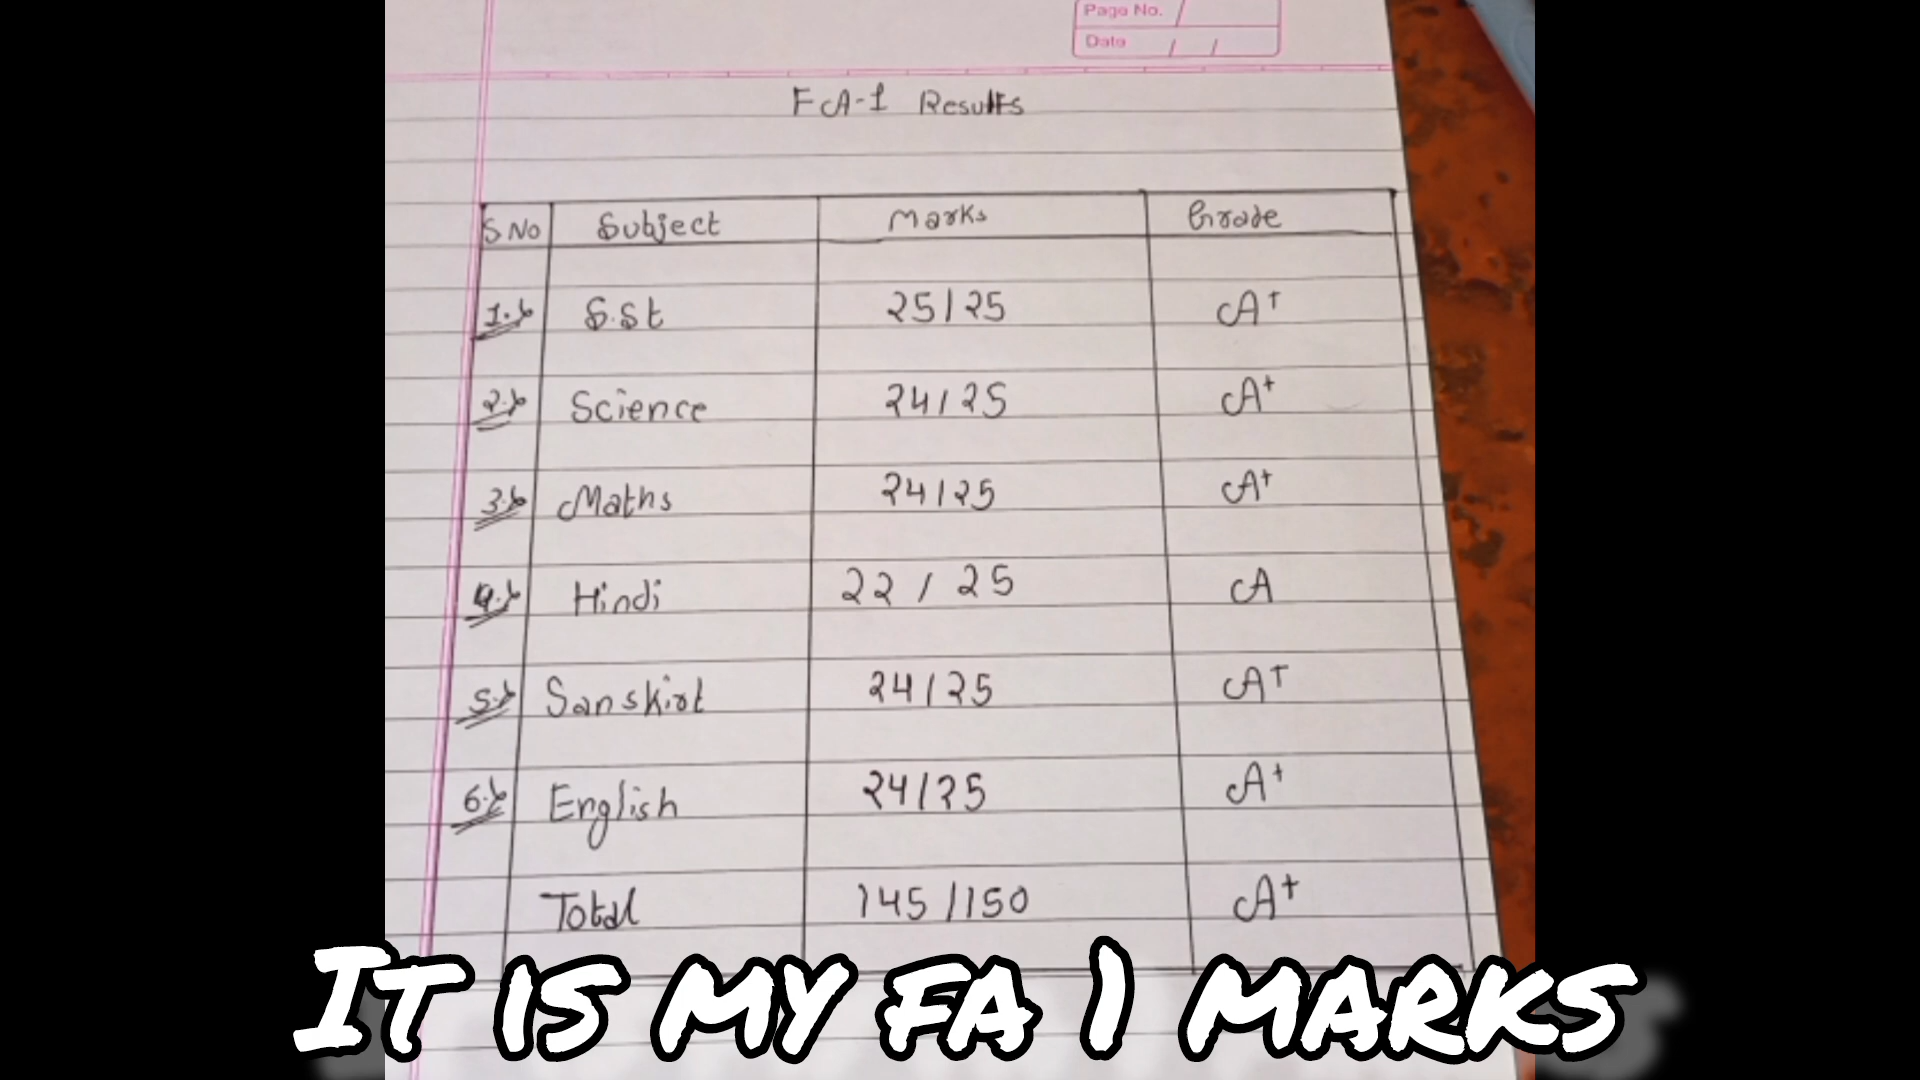 Page No.
Date / /
FA-1 Results
S No Subject Marks Grade
1. S.St 25/25 A+
2. Science 24/25 A+
3. Maths 24/25 A+
4. Hindi 22/25 A
5. Sanskirt 24/25 A+
6. English 24/25 A+
Total 145/150 A+
IT IS MY FA 1 MARKS